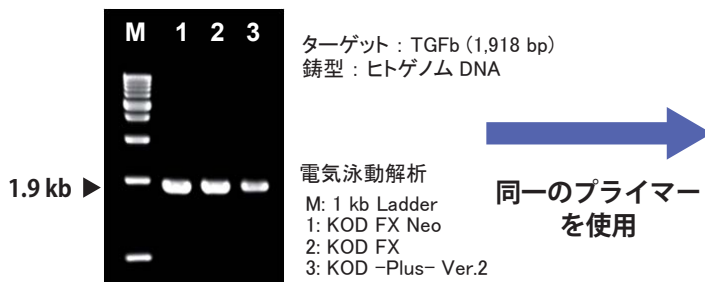 M 1 2 3
ターゲット : TGFb (1,918 bp)
鋳型 : ヒトゲノム DNA
1.9 kb ▶
電気泳動解析
M: 1 kb Ladder
1: KOD FX Neo
2: KOD FX
3: KOD -Plus- Ver.2
同一のプライマー
を使用